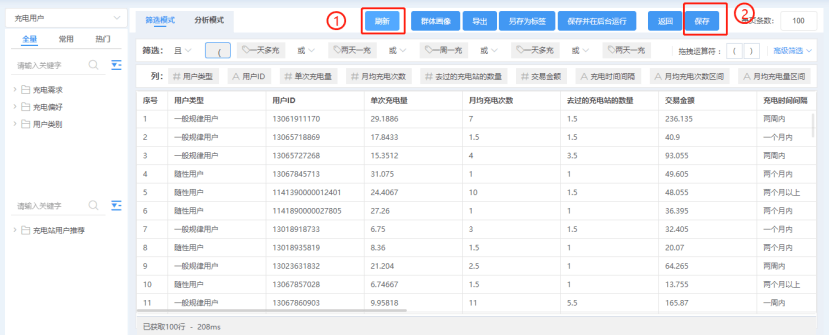 充电用户
全量 常用 热门
请输入关键字
充电需求
充电偏好
用户类别
请输入关键字
充电站用户推荐
筛选模式 分析模式
① 刷新 群体画像 导出 另存为标签 保存并在后台运行 返回 保存 ② 条数： 100
筛选： 且 ( 一天多充 或 两天一充 或 一周一充 或 一天多充 或 两天一充 拖拽运算符： ( ) 高级筛选
列： # 用户类型 A 用户ID # 单次充电量 # 月均充电次数 # 去过的充电站的数量 # 交易金额 A 充电时间间隔 A 月均充电次数区间 A 月均充电量区间
序号 用户类型 用户ID 单次充电量 月均充电次数 去过的充电站的数量 交易金额 充电时间间隔
1 一般规律用户 13061911170 29.1886 7 1.5 236.135 两周内
2 一般规律用户 13065718869 17.8433 1.5 1.5 40.9 一个月内
3 一般规律用户 13065727268 15.3512 4 3.5 93.055 两周内
4 随性用户 13067845713 31.075 1 1 49.605 两个月内
5 随性用户 1141390000012401 24.4067 10 1.5 48.055 两个月以上
6 随性用户 1141890000027805 27.26 1 1 36.395 两个月内
7 一般规律用户 13018918733 6.75 3 1.5 32.405 一个月内
8 随性用户 13018935819 8.36 1.5 1 20.07 两个月内
9 一般规律用户 13023631832 21.204 2.5 1 64.265 两周内
10 随性用户 13067857028 6.74667 1.5 1 13.755 两个月以上
11 一般规律用户 13067860903 9.95818 11 5.5 165.87 一周内
已获取100行 - 208ms